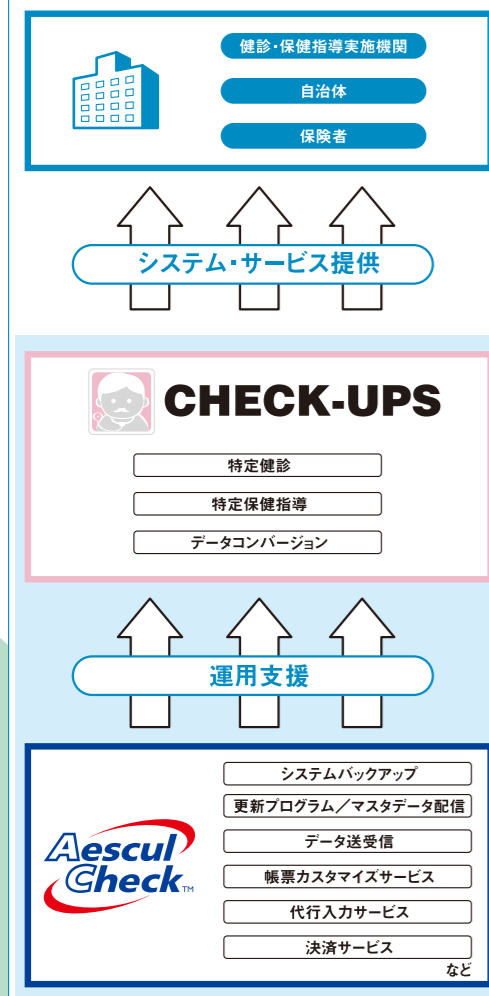 健診・保健指導実施機関
自治体
保険者
システム・サービス提供
CHECK-UPS
特定健診
特定保健指導
データコンバージョン
運用支援
Aescul
Check™
システムバックアップ
更新プログラム／マスタデータ配信
データ送受信
帳票カスタマイズサービス
代行入力サービス
決済サービス
など